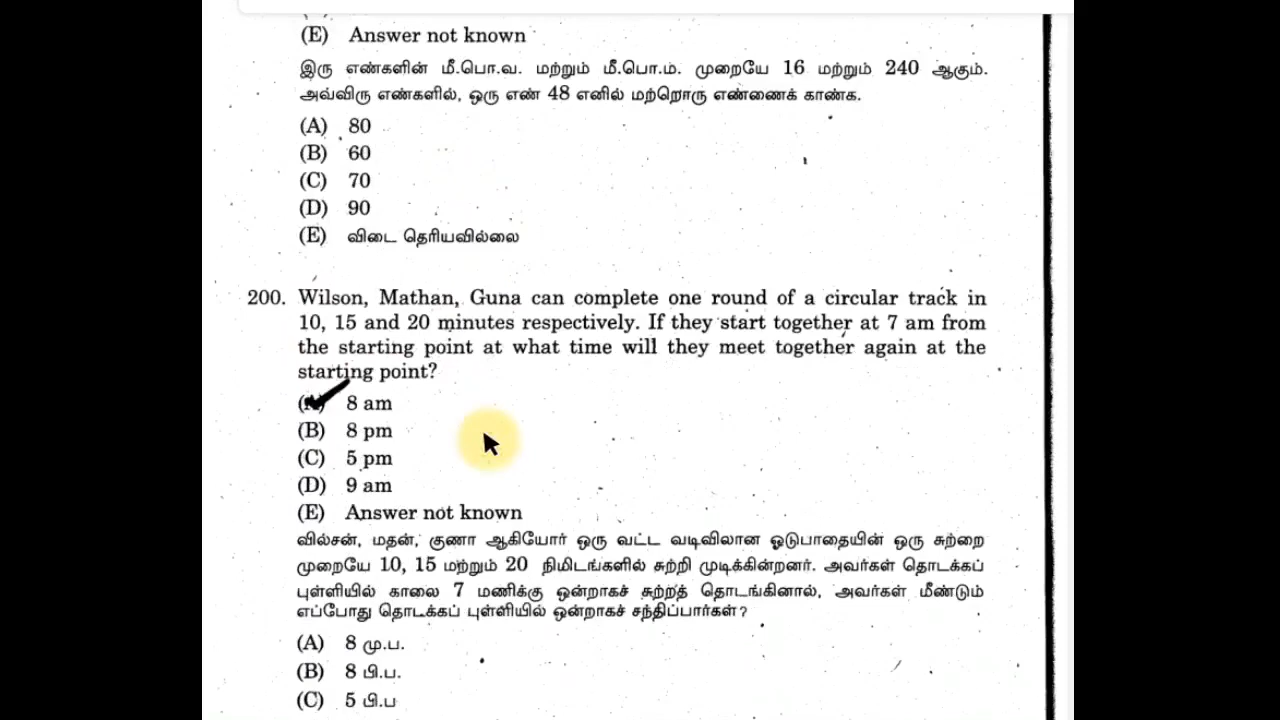 (E) Answer not known
இரு எண்களின் மீ.பொ.வ. மற்றும் மீ.பொ.ம். முறையே 16 மற்றும் 240 ஆகும்.
அவ்விரு எண்களில், ஒரு எண் 48 எனில் மற்றொரு எண்ணைக் காண்க.
(A) 80
(B) 60
(C) 70
(D) 90
(E) விடை தெரியவில்லை
200. Wilson, Mathan, Guna can complete one round of a circular track in
10, 15 and 20 minutes respectively. If they start together at 7 am from
the starting point at what time will they meet together again at the
starting point?
(A) 8 am
(B) 8 pm
(C) 5 pm
(D) 9 am
(E) Answer not known
வில்சன், மதன், குணா ஆகியோர் ஒரு வட்ட வடிவிலான ஓடுபாதையின் ஒரு சுற்றை
முறையே 10, 15 மற்றும் 20 நிமிடங்களில் சுற்றி முடிக்கின்றனர். அவர்கள் தொடக்கப்
புள்ளியில் காலை 7 மணிக்கு ஒன்றாகச் சுற்றத் தொடங்கினால், அவர்கள் மீண்டும்
எப்போது தொடக்கப் புள்ளியில் ஒன்றாகச் சந்திப்பார்கள்?
(A) 8 மு.ப.
(B) 8 பி.ப.
(C) 5 பி.ப